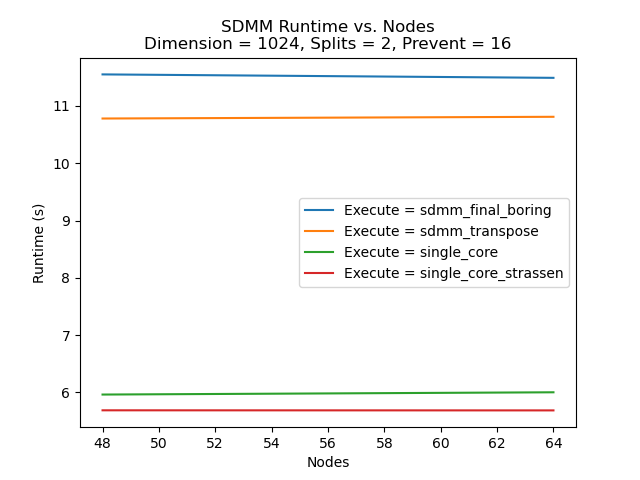 SDMM Runtime vs. Nodes
Dimension = 1024, Splits = 2, Prevent = 16
Runtime (s)
11
10
9
8
7
6
Execute = sdmm_final_boring
Execute = sdmm_transpose
Execute = single_core
Execute = single_core_strassen
48 50 52 54 56 58 60 62 64
Nodes